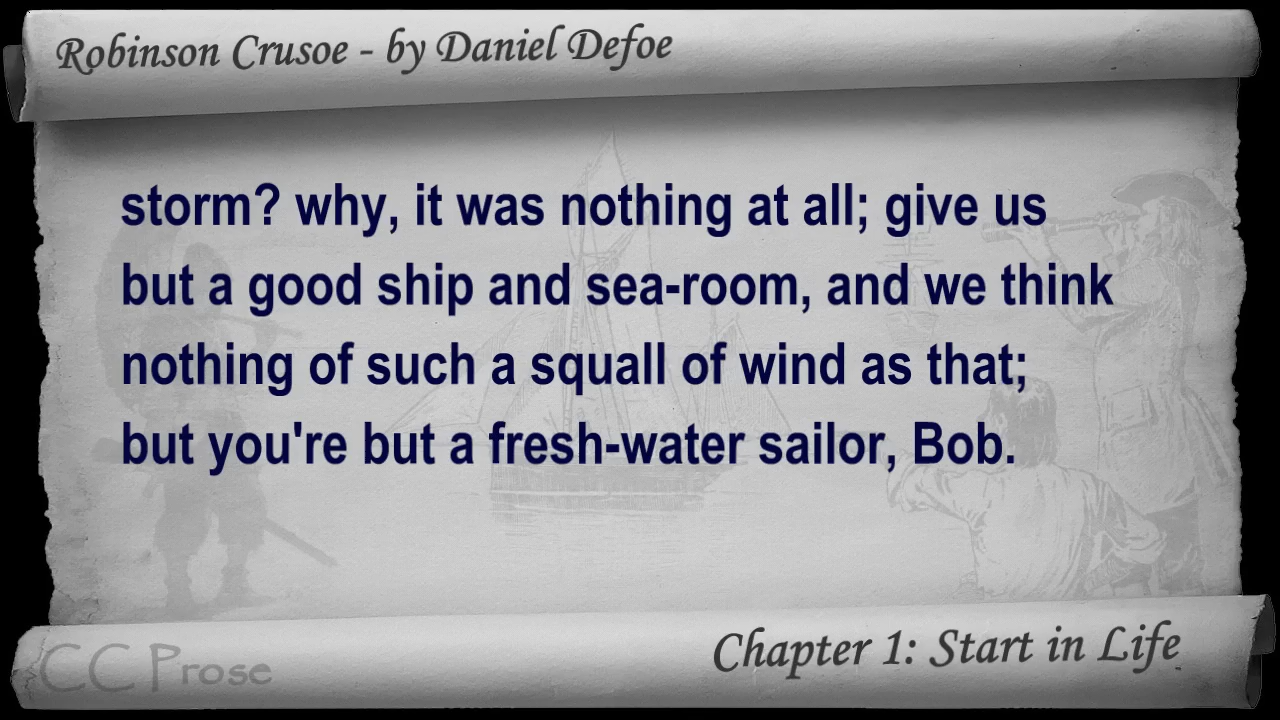 Robinson Crusoe - by Daniel Defoe
storm? why, it was nothing at all; give us
but a good ship and sea-room, and we think
nothing of such a squall of wind as that;
but you're but a fresh-water sailor, Bob.
Chapter 1: Start in Life
CC Prose